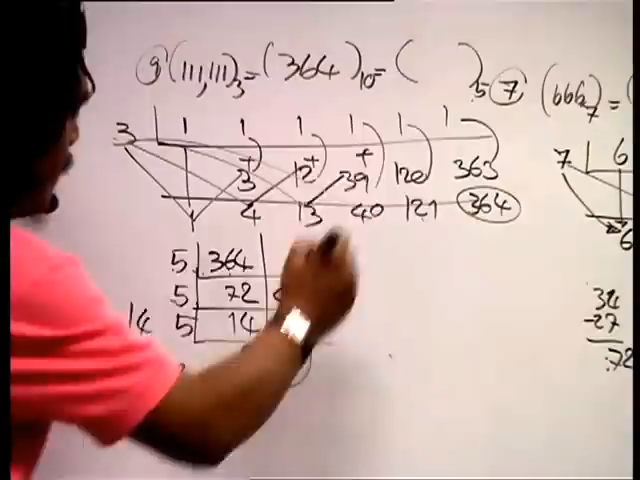 9) (111,111)₃ = (364)₁₀ = ( )₅ = 7 (666)₇ = (
3 1 1 1 1 1 1
+3 12+ +39 120 363
1 4 13 40 121 364
7 6
6
5 364
5 72
14 5 14
34
-27
72